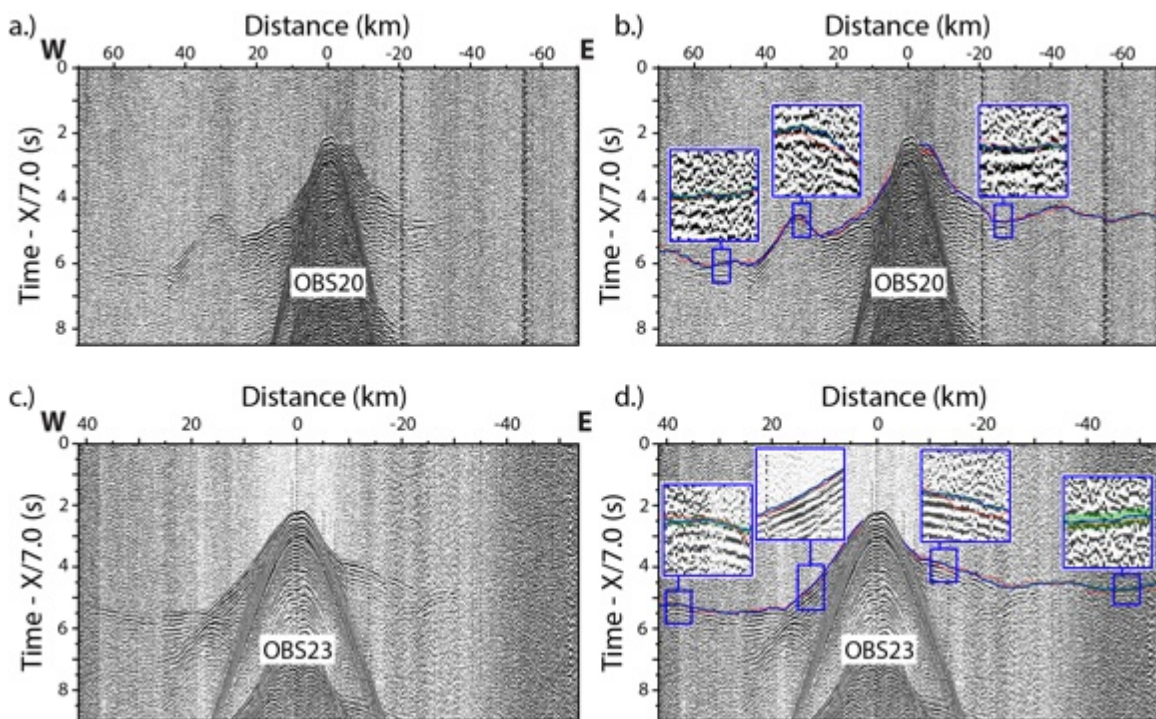 a.)
Distance (km)
W
60 40 20 0 -20 -40 -60
Time - X/7.0 (s)
0
2
4
6
8
OBS20
b.)
Distance (km)
E
60 40 20 0 -20 -40 -60
Time - X/7.0 (s)
0
2
4
6
8
OBS20
c.)
Distance (km)
W
40 20 0 -20 -40
Time - X/7.0 (s)
0
2
4
6
8
OBS23
d.)
Distance (km)
E
40 20 0 -20 -40
Time - X/7.0 (s)
0
2
4
6
8
OBS23